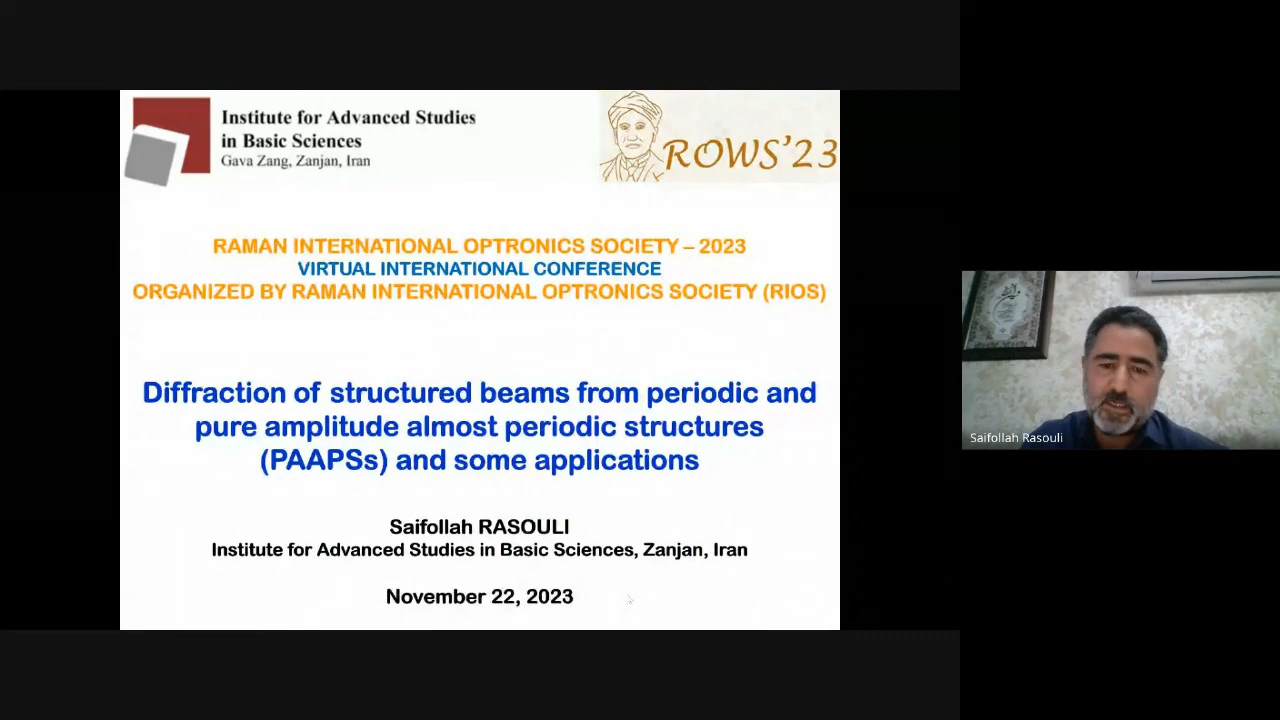 Institute for Advanced Studies
in Basic Sciences
Gava Zang, Zanjan, Iran
ROWS'23
RAMAN INTERNATIONAL OPTRONICS SOCIETY – 2023
VIRTUAL INTERNATIONAL CONFERENCE
ORGANIZED BY RAMAN INTERNATIONAL OPTRONICS SOCIETY (RIOS)
Diffraction of structured beams from periodic and
pure amplitude almost periodic structures
(PAAPSs) and some applications
Saifollah RASOULI
Institute for Advanced Studies in Basic Sciences, Zanjan, Iran
November 22, 2023
Saifollah Rasouli